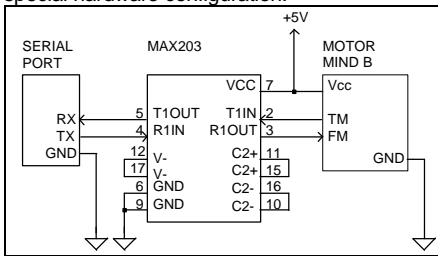 special hardware configuration.
+5V
SERIAL PORT
MAX203
MOTOR MIND B
VCC 7 Vcc
RX 5 T1OUT T1IN 2 TM
TX 4 R1IN R1OUT 3 FM
GND 12 V- C2+ 11 GND
17 V- C2+ 15
6 GND C2- 16
9 GND C2- 10